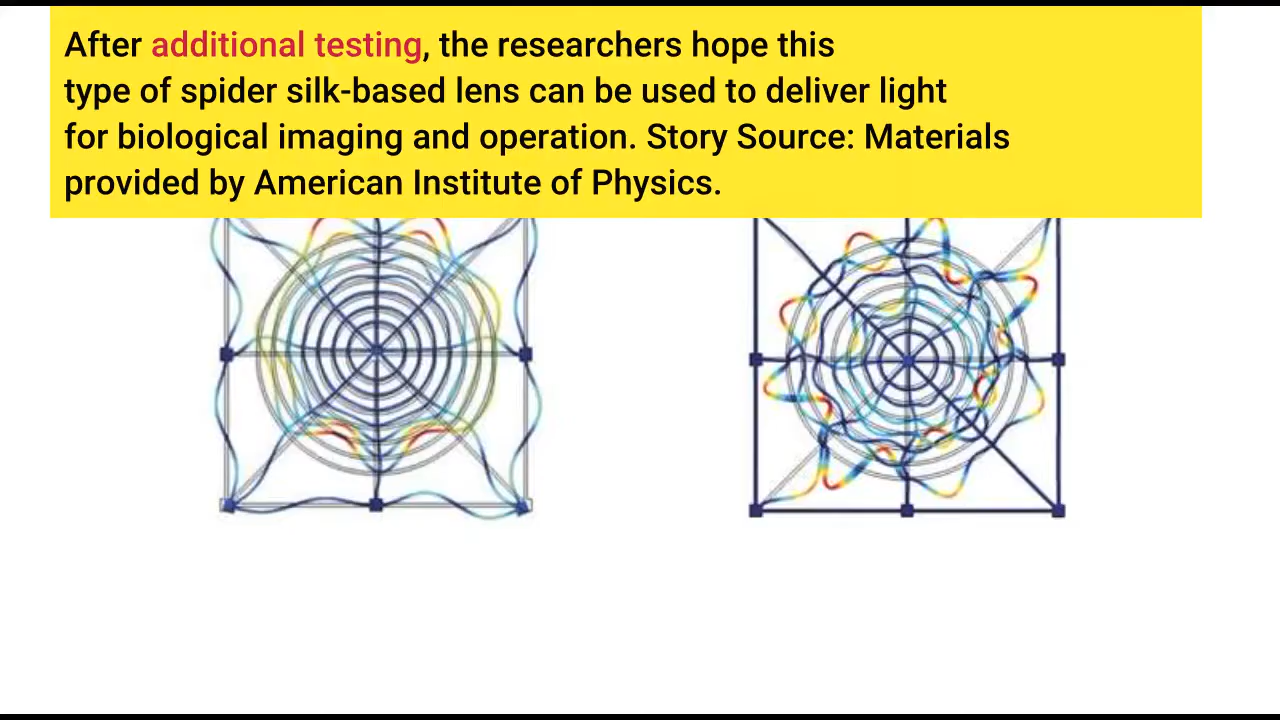 After additional testing, the researchers hope this
type of spider silk-based lens can be used to deliver light
for biological imaging and operation. Story Source: Materials
provided by American Institute of Physics.